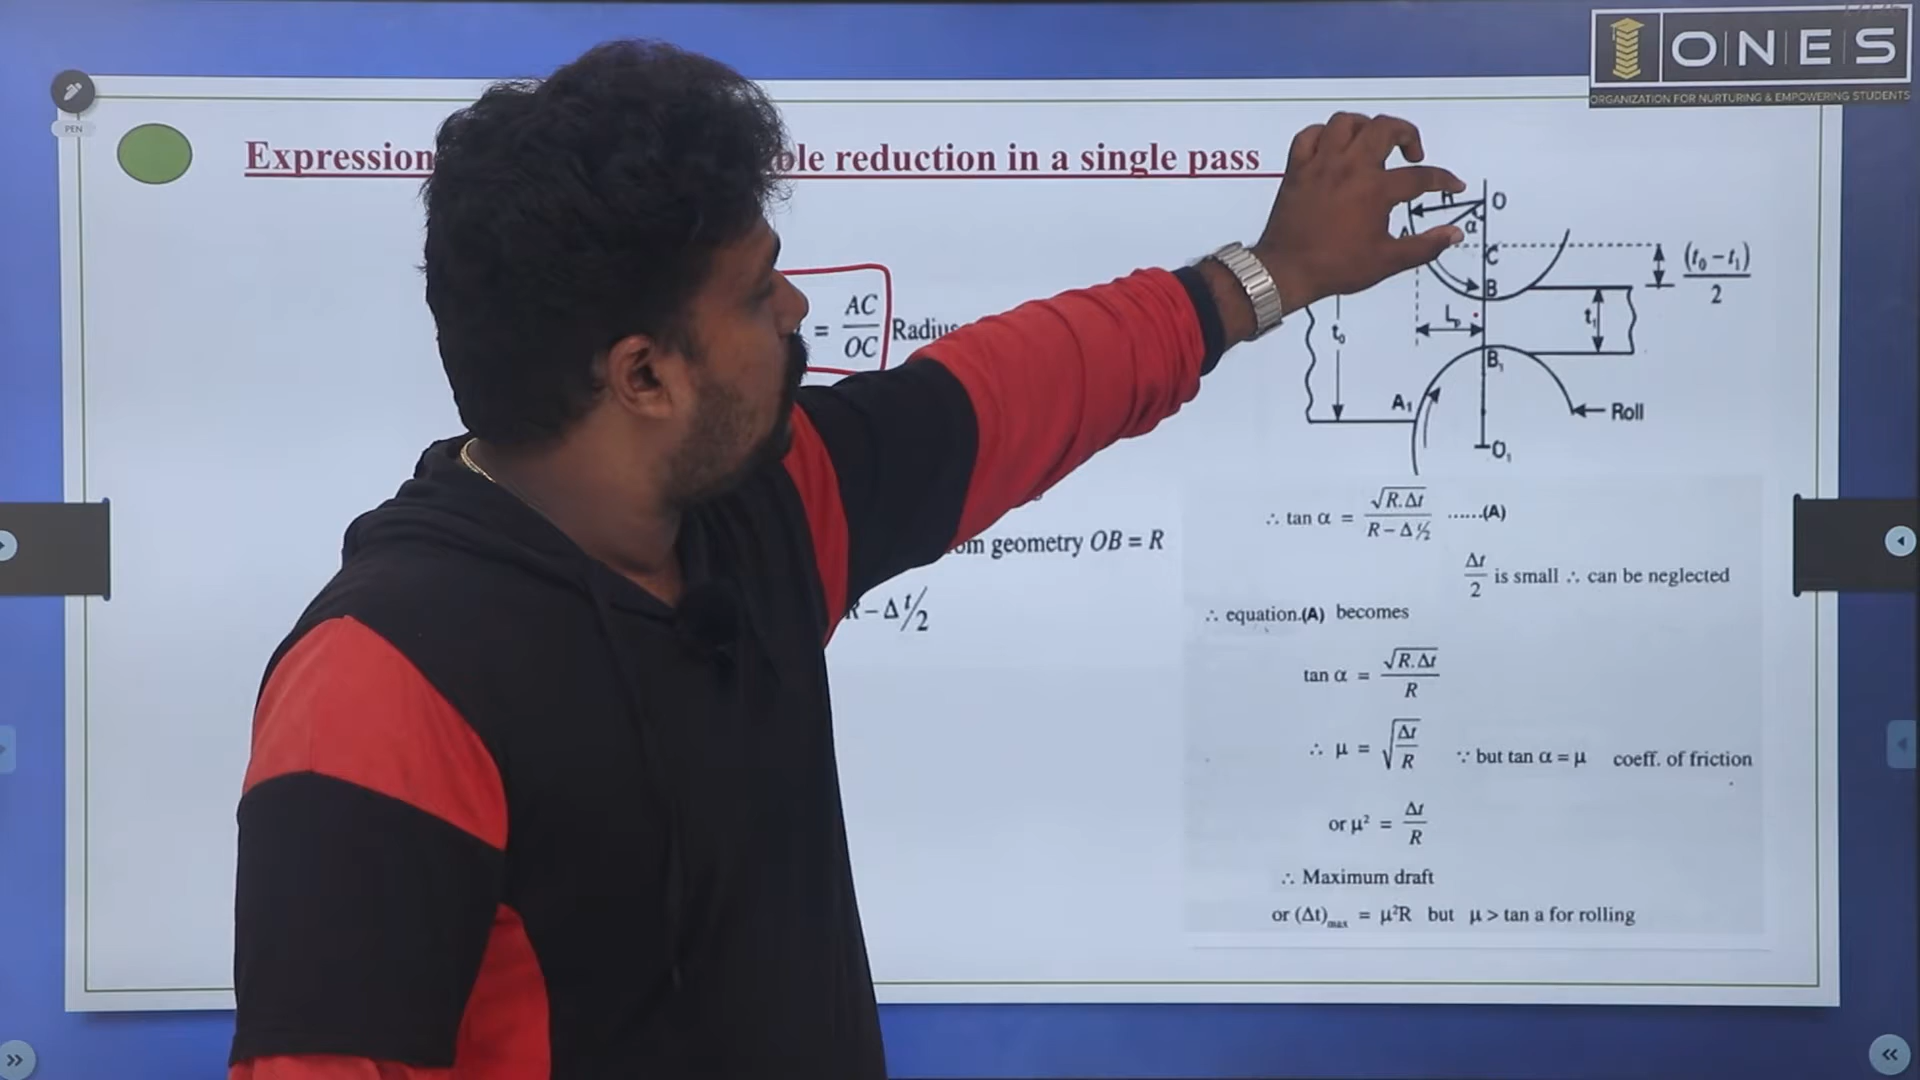 ONES
ORGANIZATION FOR NURTURING & EMPOWERING STUDENTS
PEN
Expression ble reduction in a single pass
O
α
C
B
(t₀ – t₁) / 2
= AC / OC Radius
t₀
Lₚ
t₁
B₁
A₁
Roll
O₁
∴ tan α = √R.Δt / R – Δ t/2 ......(A)
om geometry OB = R
Δt / 2 is small ∴ can be neglected
R – Δ t/2
∴ equation.(A) becomes
tan α = √R.Δt / R
∴ μ = √Δt / R ∵ but tan α = μ coeff. of friction
or μ² = Δt / R
∴ Maximum draft
or (Δt)max = μ²R but μ > tan a for rolling